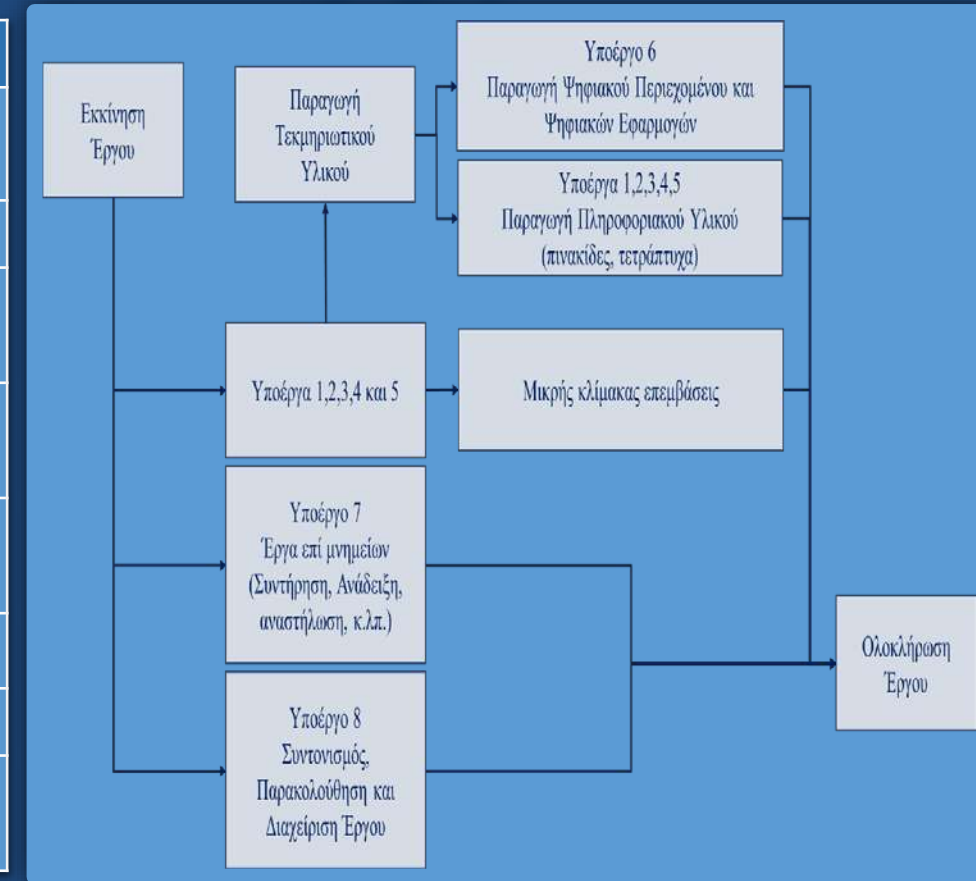 Εκκίνηση
Έργου
Παραγωγή
Τεκμηριωτικού
Υλικού
Υποέργο 6
Παραγωγή Ψηφιακού Περιεχομένου και
Ψηφιακών Εφαρμογών
Υποέργα 1,2,3,4,5
Παραγωγή Πληροφοριακού Υλικού
(πινακίδες, τετράπτυχα)
Υποέργα 1,2,3,4 και 5
Μικρής κλίμακας επεμβάσεις
Υποέργο 7
Έργα επί μνημείων
(Συντήρηση, Ανάδειξη,
αναστήλωση, κ.λπ.)
Υποέργο 8
Συντονισμός,
Παρακολούθηση και
Διαχείριση Έργου
Ολοκλήρωση
Έργου